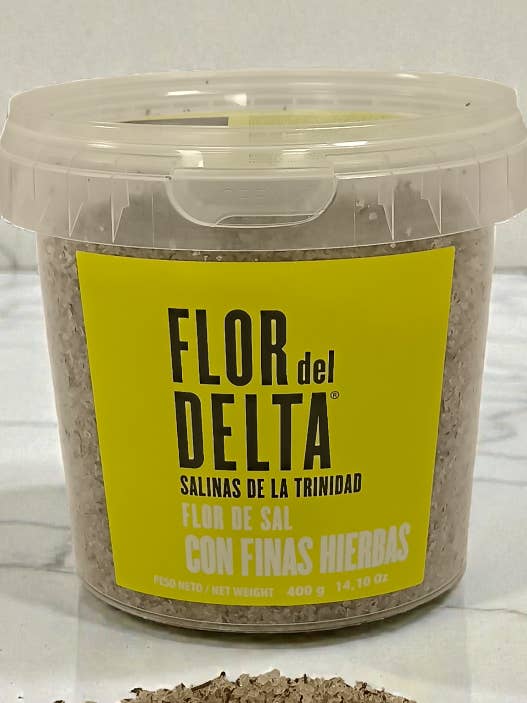 FLOR del
DELTA®
SALINAS DE LA TRINIDAD
FLOR DE SAL
CON FINAS HIERBAS
PESO NETO / NET WEIGHT 400 g 14,10 Oz